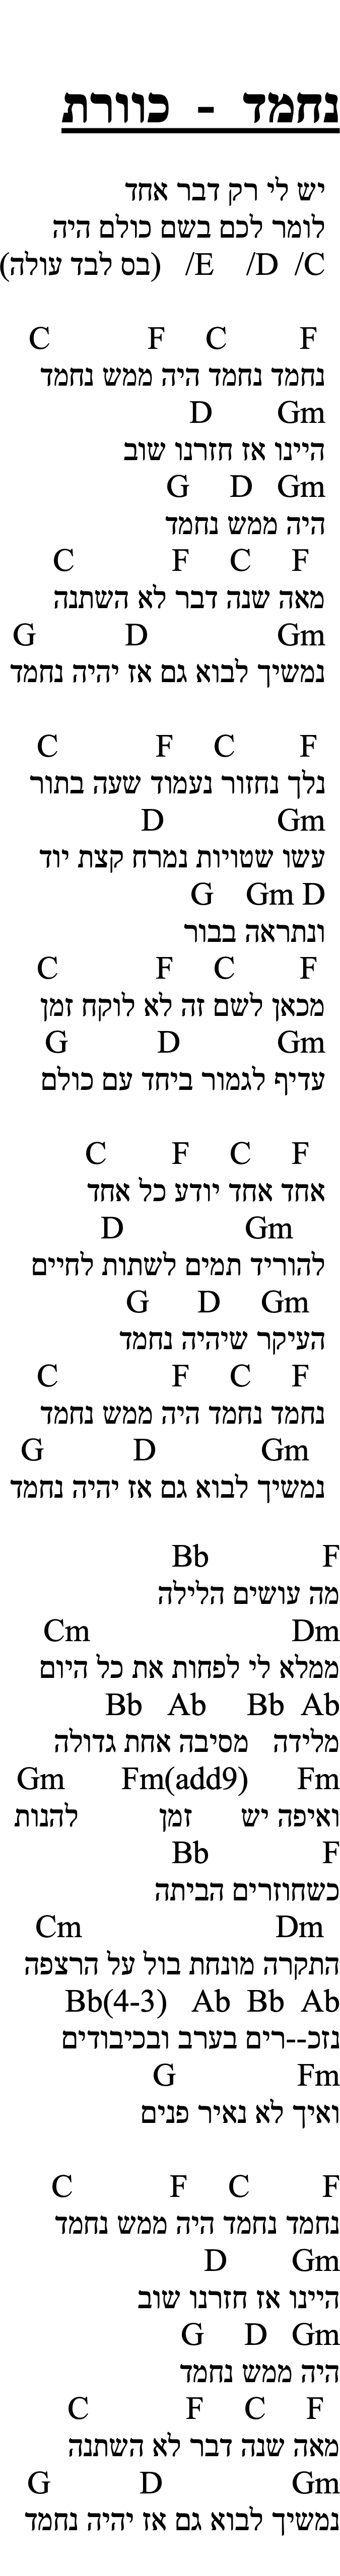 נחמד - כוורת
יש לי רק דבר אחד
לומר לכם בשם כולם היה
(בס לבד עולה) /E /D /C
C F C F
נחמד נחמד היה ממש נחמד
D Gm
היינו אז חזרנו שוב
G D Gm
היה ממש נחמד
C F C F
מאה שנה דבר לא השתנה
G D Gm
נמשיך לבוא גם אז יהיה נחמד
C F C F
נלך נחזור נעמוד שעה בתור
D Gm
עשו שטויות נמרח קצת יוד
G Gm D
ונתראה בבור
C F C F
מכאן לשם זה לא לוקח זמן
G D Gm
עדיף לגמור ביחד עם כולם
C F C F
אחד אחד יודע כל אחד
D Gm
להוריד תמים לשתות לחיים
G D Gm
העיקר שיהיה נחמד
C F C F
נחמד נחמד היה ממש נחמד
G D Gm
נמשיך לבוא גם אז יהיה נחמד
Bb F
מה עושים הלילה
Cm Dm
ממלא לי לפחות את כל היום
Bb Ab Bb Ab
מלידה מסיבה אחת גדולה
Gm Fm(add9) Fm
ואיפה יש זמן להנות
Bb F
כשחוזרים הביתה
Cm Dm
התקרה מונחת בול על הרצפה
Bb(4-3) Ab Bb Ab
נזכ--רים בערב ובכיבודים
G Fm
ואיך לא נאיר פנים
C F C F
נחמד נחמד היה ממש נחמד
D Gm
היינו אז חזרנו שוב
G D Gm
היה ממש נחמד
C F C F
מאה שנה דבר לא השתנה
G D Gm
נמשיך לבוא גם אז יהיה נחמד